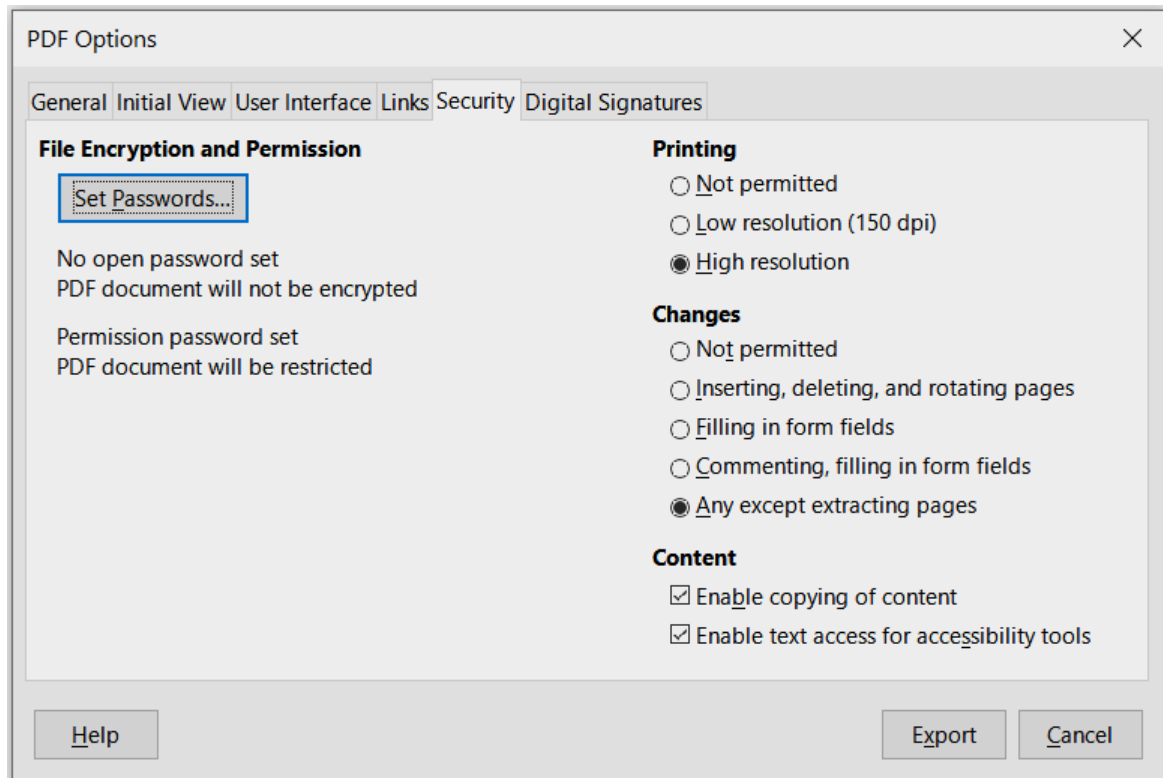 PDF Options
General Initial View User Interface Links Security Digital Signatures
File Encryption and Permission
Set Passwords...
No open password set
PDF document will not be encrypted
Permission password set
PDF document will be restricted
Printing
Not permitted
Low resolution (150 dpi)
High resolution
Changes
Not permitted
Inserting, deleting, and rotating pages
Filling in form fields
Commenting, filling in form fields
Any except extracting pages
Content
Enable copying of content
Enable text access for accessibility tools
Help Export Cancel